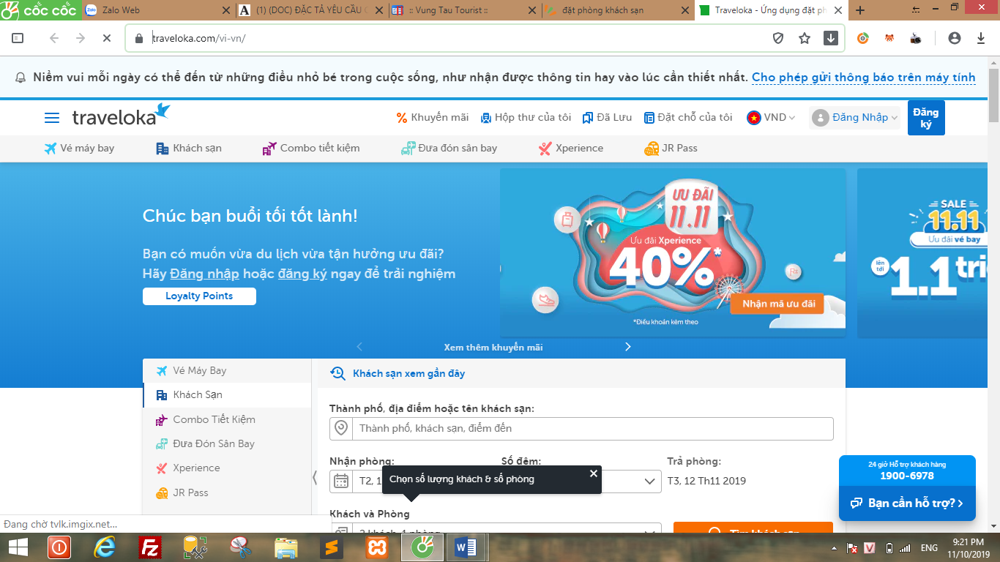 cốc cốc
Zalo Web
(1) (DOC) ĐẶC TẢ YÊU CẦU
:: Vung Tau Tourist ::
đặt phòng khách sạn
Traveloka - Ứng dụng đặt
traveloka.com/vi-vn/
Niềm vui mỗi ngày có thể đến từ những điều nhỏ bé trong cuộc sống, như nhận được thông tin hay vào lúc cần thiết nhất. Cho phép gửi thông báo trên máy tính
traveloka
Khuyến mãi
Hộp thư của tôi
Đã Lưu
Đặt chỗ của tôi
VND
Đăng Nhập
Đăng
ký
Vé máy bay
Khách sạn
Combo tiết kiệm
Đưa đón sân bay
Xperience
JR Pass
Chúc bạn buổi tối tốt lành!
Bạn có muốn vừa du lịch vừa tận hưởng ưu đãi?
Hãy Đăng nhập hoặc đăng ký ngay để trải nghiệm
Loyalty Points
ƯU ĐÃI
11.11
Ưu đãi Xperience
40%*
Nhận mã ưu đãi
*Điều khoản kèm theo
SALE
11.11
Ưu đãi vé bay
lên
tới
1.1
Xem thêm khuyến mãi
Vé Máy Bay
Khách Sạn
Combo Tiết Kiệm
Đưa Đón Sân Bay
Xperience
JR Pass
Khách sạn xem gần đây
Thành phố, địa điểm hoặc tên khách sạn:
Thành phố, khách sạn, điểm đến
Nhận phòng:
Số đêm:
Trả phòng:
T2, 1
T3, 12 Th11 2019
Chọn số lượng khách & số phòng
Khách và Phòng
2 khách, 1 phòng
Tìm khách sạn
24 giờ Hỗ trợ khách hàng
1900-6978
Bạn cần hỗ trợ?
Đang chờ tvlk.imgix.net...
ENG
9:21 PM
11/10/2019